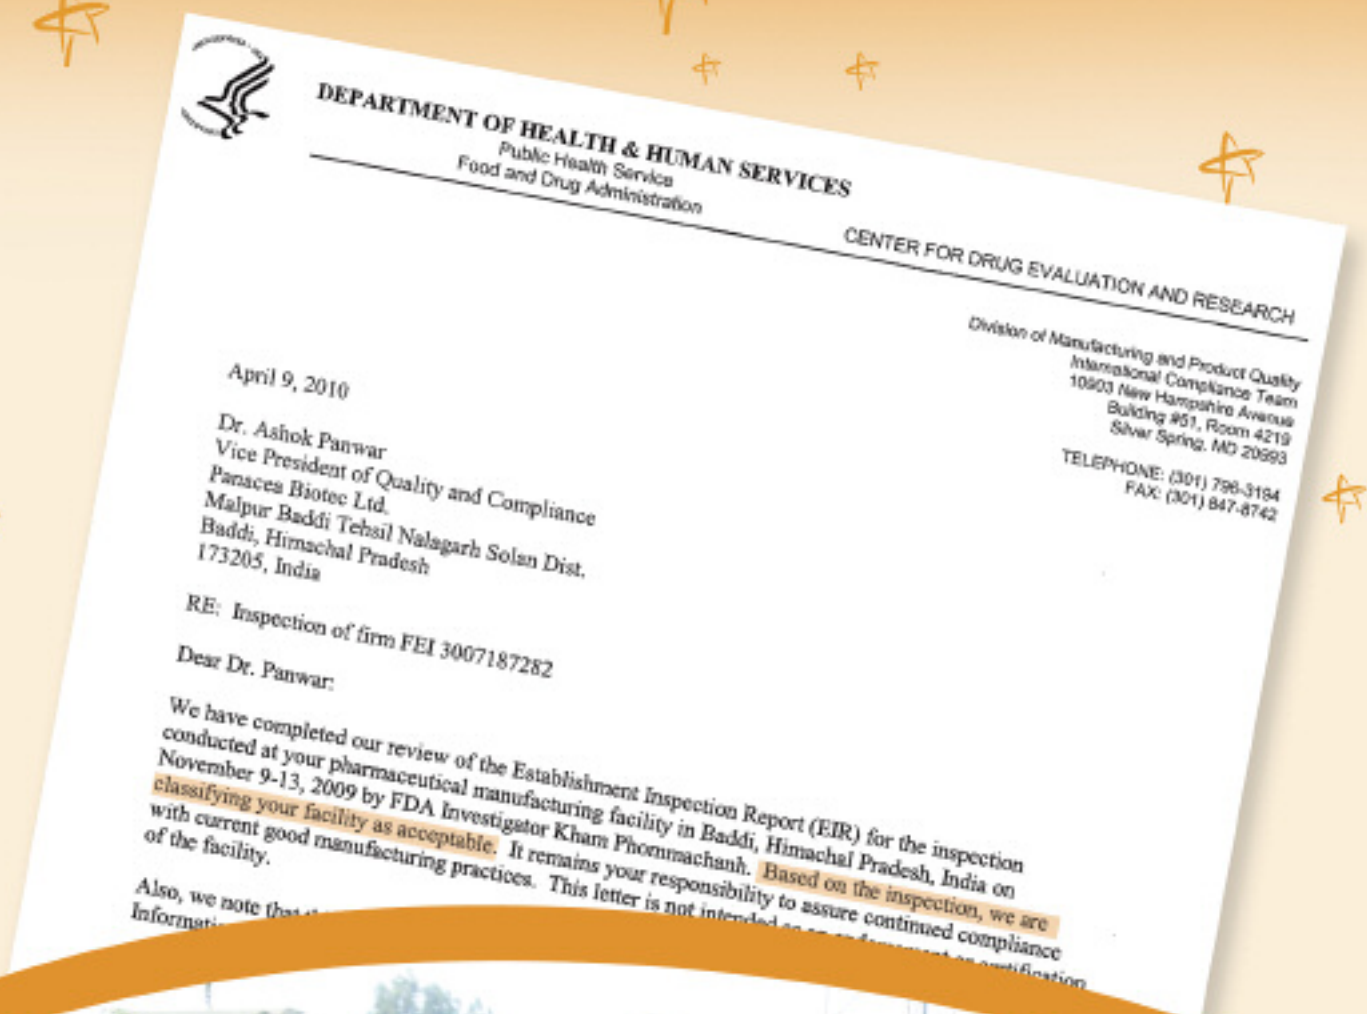 DEPARTMENT OF HEALTH & HUMAN SERVICES
Public Health Service
Food and Drug Administration
CENTER FOR DRUG EVALUATION AND RESEARCH
Division of Manufacturing and Product Quality
International Compliance Team
10903 New Hampshire Avenue
Building #51, Room 4219
Silver Spring, MD 20993
TELEPHONE: (301) 796-3194
FAX: (301) 847-8742
April 9, 2010
Dr. Ashok Panwar
Vice President of Quality and Compliance
Panacea Biotec Ltd.
Malpur Baddi Tehsil Nalagarh Solan Dist.
Baddi, Himachal Pradesh
173205, India
RE: Inspection of firm FEI 3007187282
Dear Dr. Panwar:
We have completed our review of the Establishment Inspection Report (EIR) for the inspection
conducted at your pharmaceutical manufacturing facility in Baddi, Himachal Pradesh, India on
November 9-13, 2009 by FDA Investigator Kham Phommachanh. Based on the inspection, we are
classifying your facility as acceptable. It remains your responsibility to assure continued compliance
with current good manufacturing practices. This letter is not intended as an endorsement or certification
of the facility.
Also, we note that